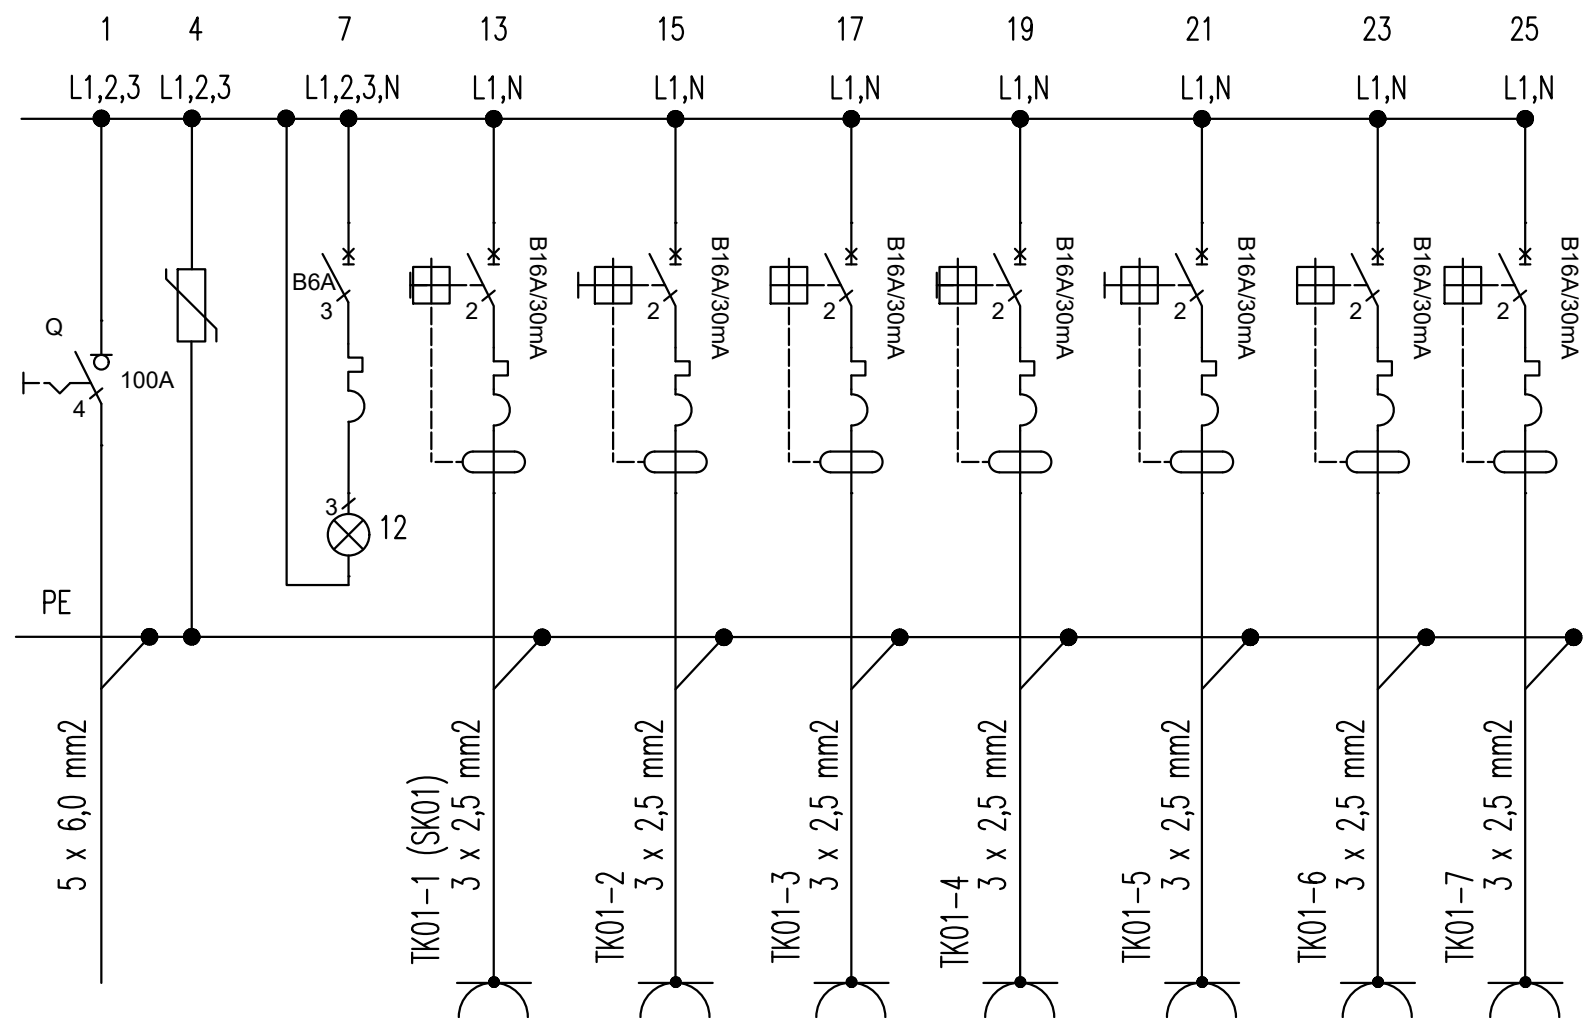 1 4 7 13 15 17 19 21 23 25
L1,2,3 L1,2,3 L1,2,3,N L1,N L1,N L1,N L1,N L1,N L1,N L1,N
B16A/30mA
B16A/30mA
B16A/30mA
B16A/30mA
B16A/30mA
B16A/30mA
B16A/30mA
B6A
3 2 2 2 2 2 2 2
Q
100A
4
3
12
PE
5 x 6,0 mm2
TK01-1 (SK01)
3 x 2,5 mm2
TK01-2
3 x 2,5 mm2
TK01-3
3 x 2,5 mm2
TK01-4
3 x 2,5 mm2
TK01-5
3 x 2,5 mm2
TK01-6
3 x 2,5 mm2
TK01-7
3 x 2,5 mm2